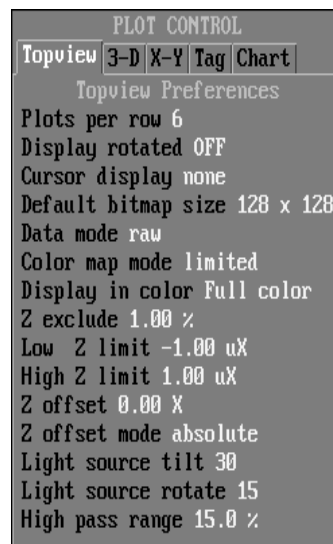 PLOT CONTROL
Topview 3-D X-Y Tag Chart
Topview Preferences
Plots per row 6
Display rotated OFF
Cursor display none
Default bitmap size 128 x 128
Data mode raw
Color map mode limited
Display in color Full color
Z exclude 1.00 %
Low Z limit -1.00 uX
High Z limit 1.00 uX
Z offset 0.00 X
Z offset mode absolute
Light source tilt 30
Light source rotate 15
High pass range 15.0 %